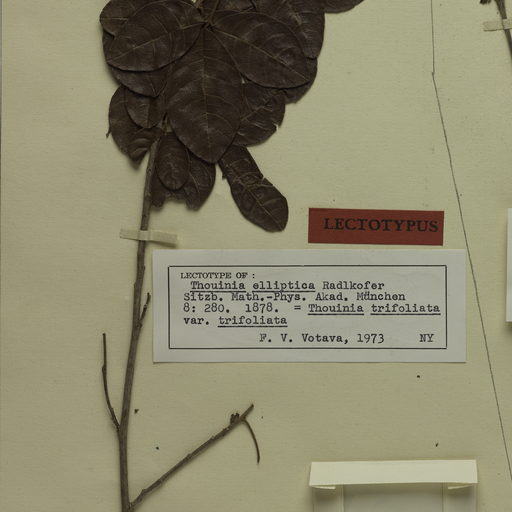 LECTOTYPUS
LECTOTYPE OF :
Thouinia elliptica Radlkofer
Sitzb. Math.-Phys. Akad. München
8: 280. 1878. = Thouinia trifoliata
var. trifoliata
F. V. Votava, 1973 NY